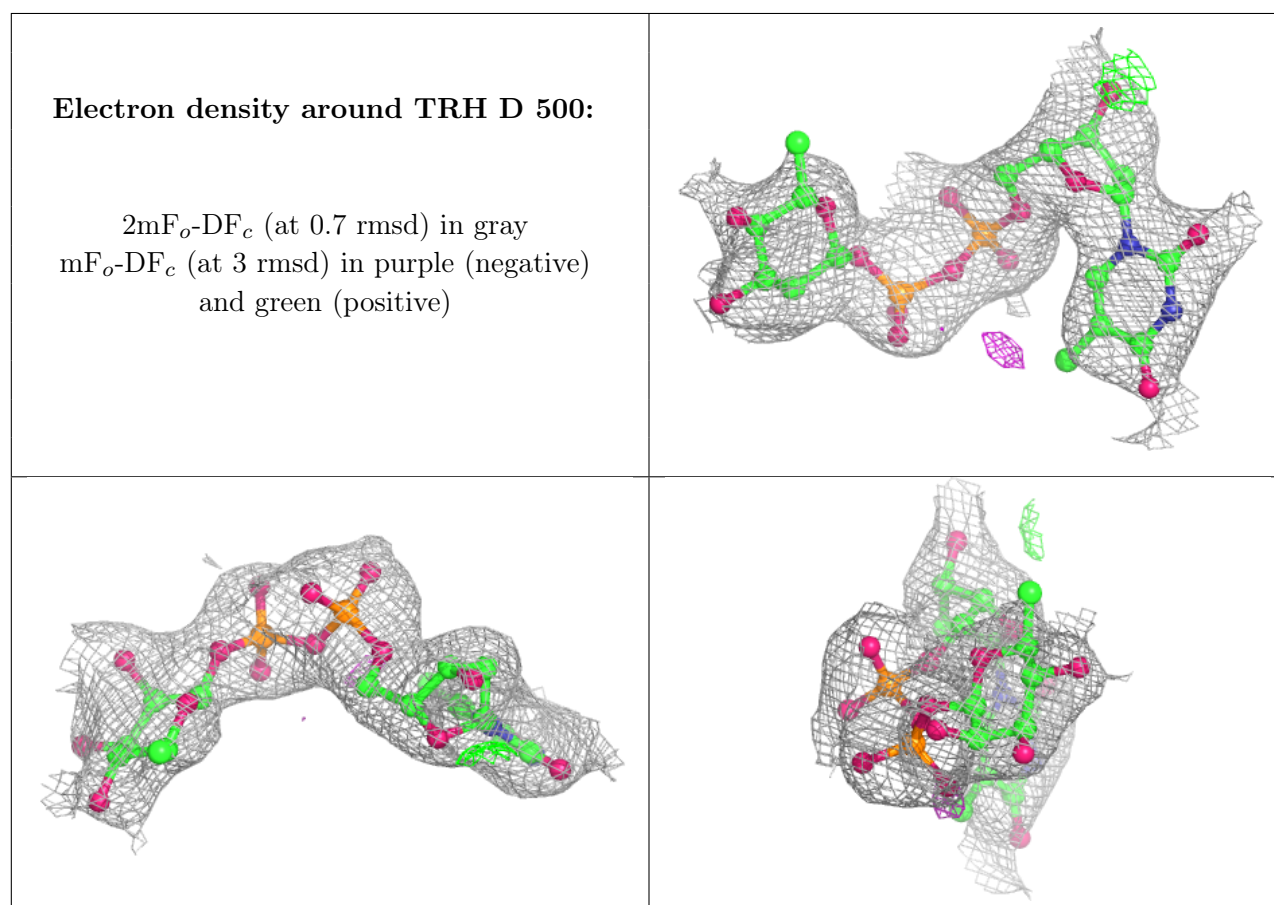 Electron density around TRH D 500:
2mFo-DFc (at 0.7 rmsd) in gray
mFo-DFc (at 3 rmsd) in purple (negative)
and green (positive)